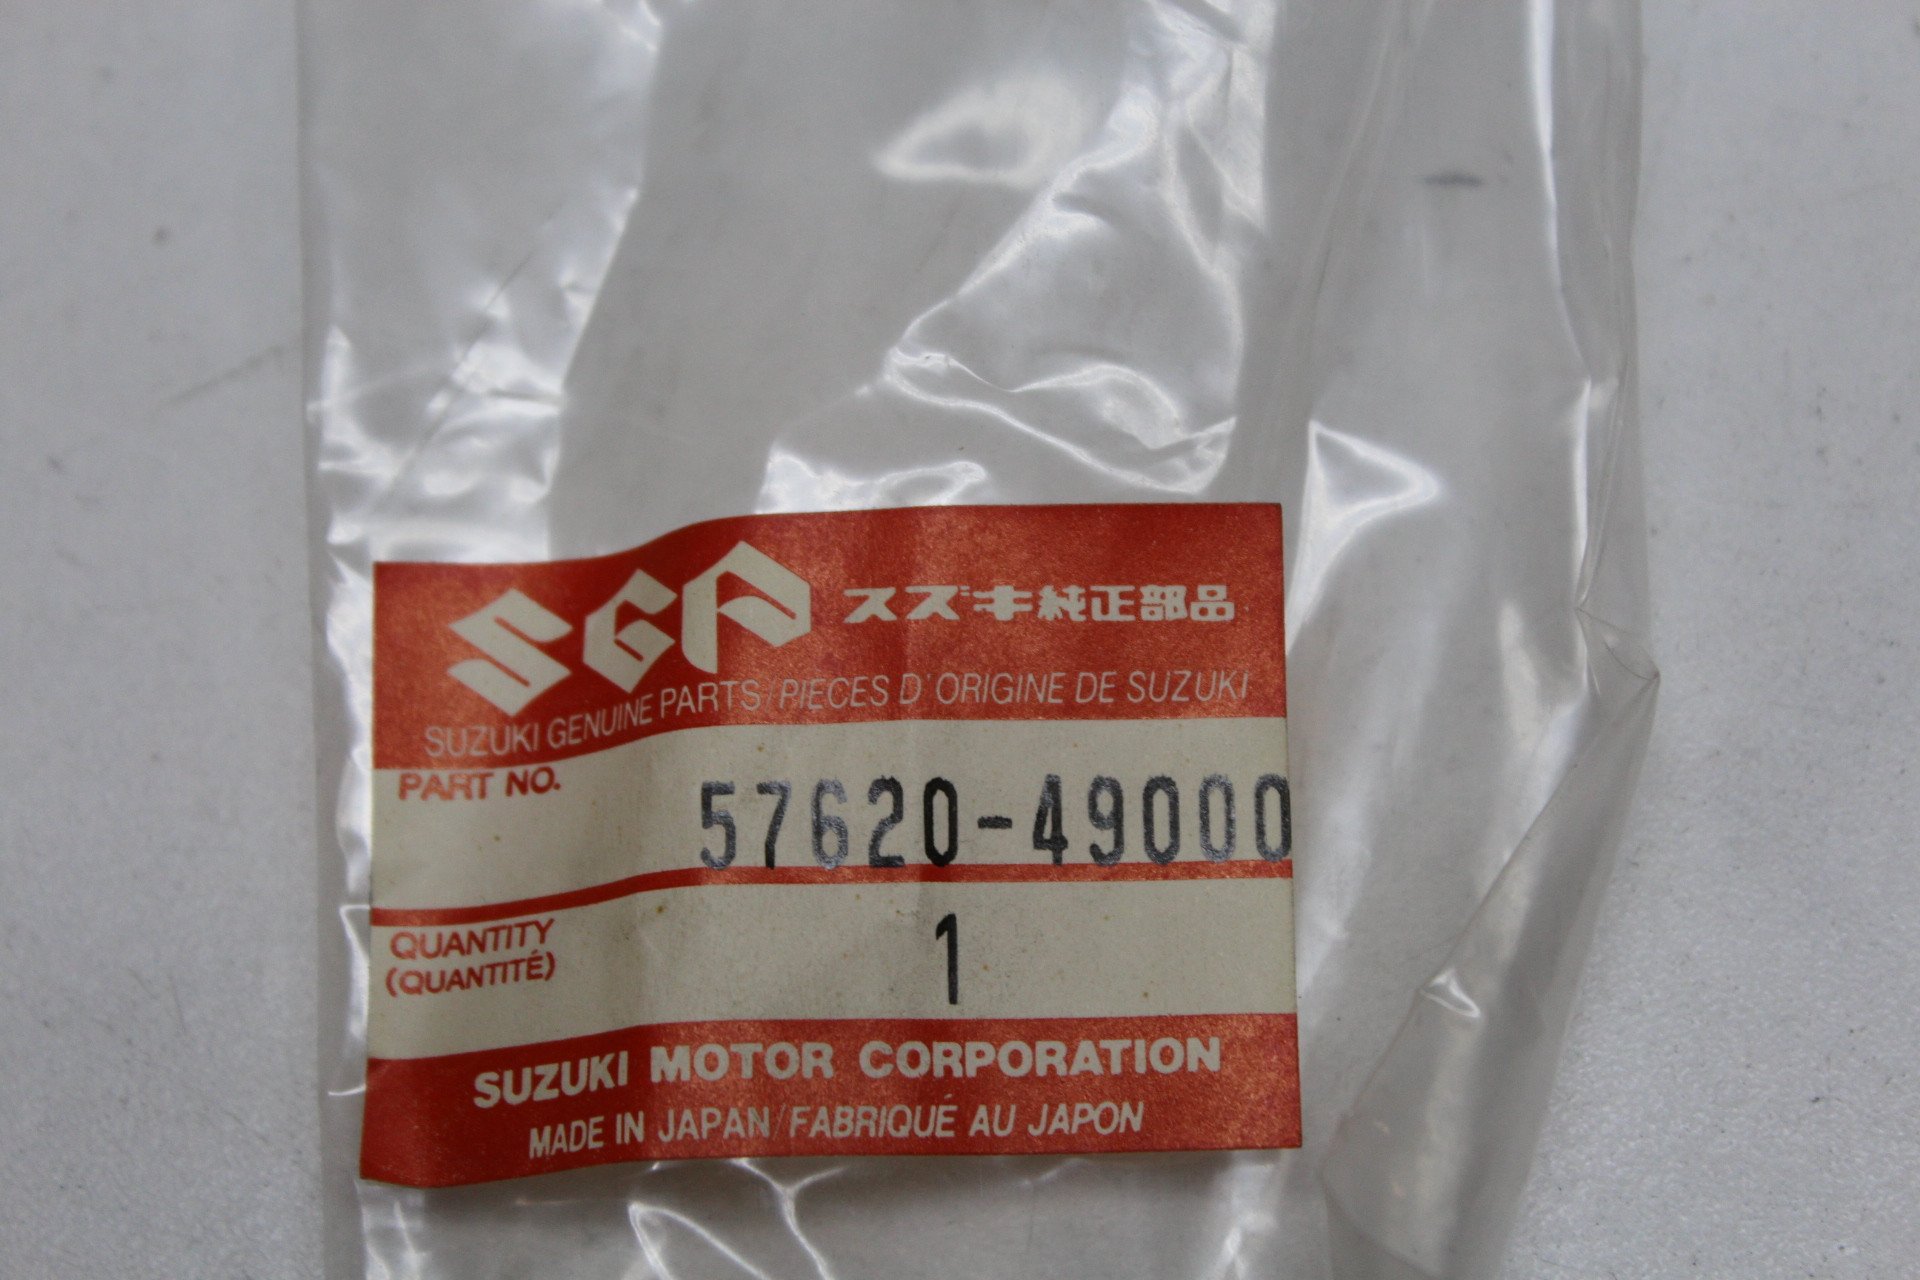 SGP スズキ純正部品
SUZUKI GENUINE PARTS/PIECES D'ORIGINE DE SUZUKI
PART NO. 57620-49000
QUANTITY 1
(QUANTITÉ)
SUZUKI MOTOR CORPORATION
MADE IN JAPAN/FABRIQUÉ AU JAPON